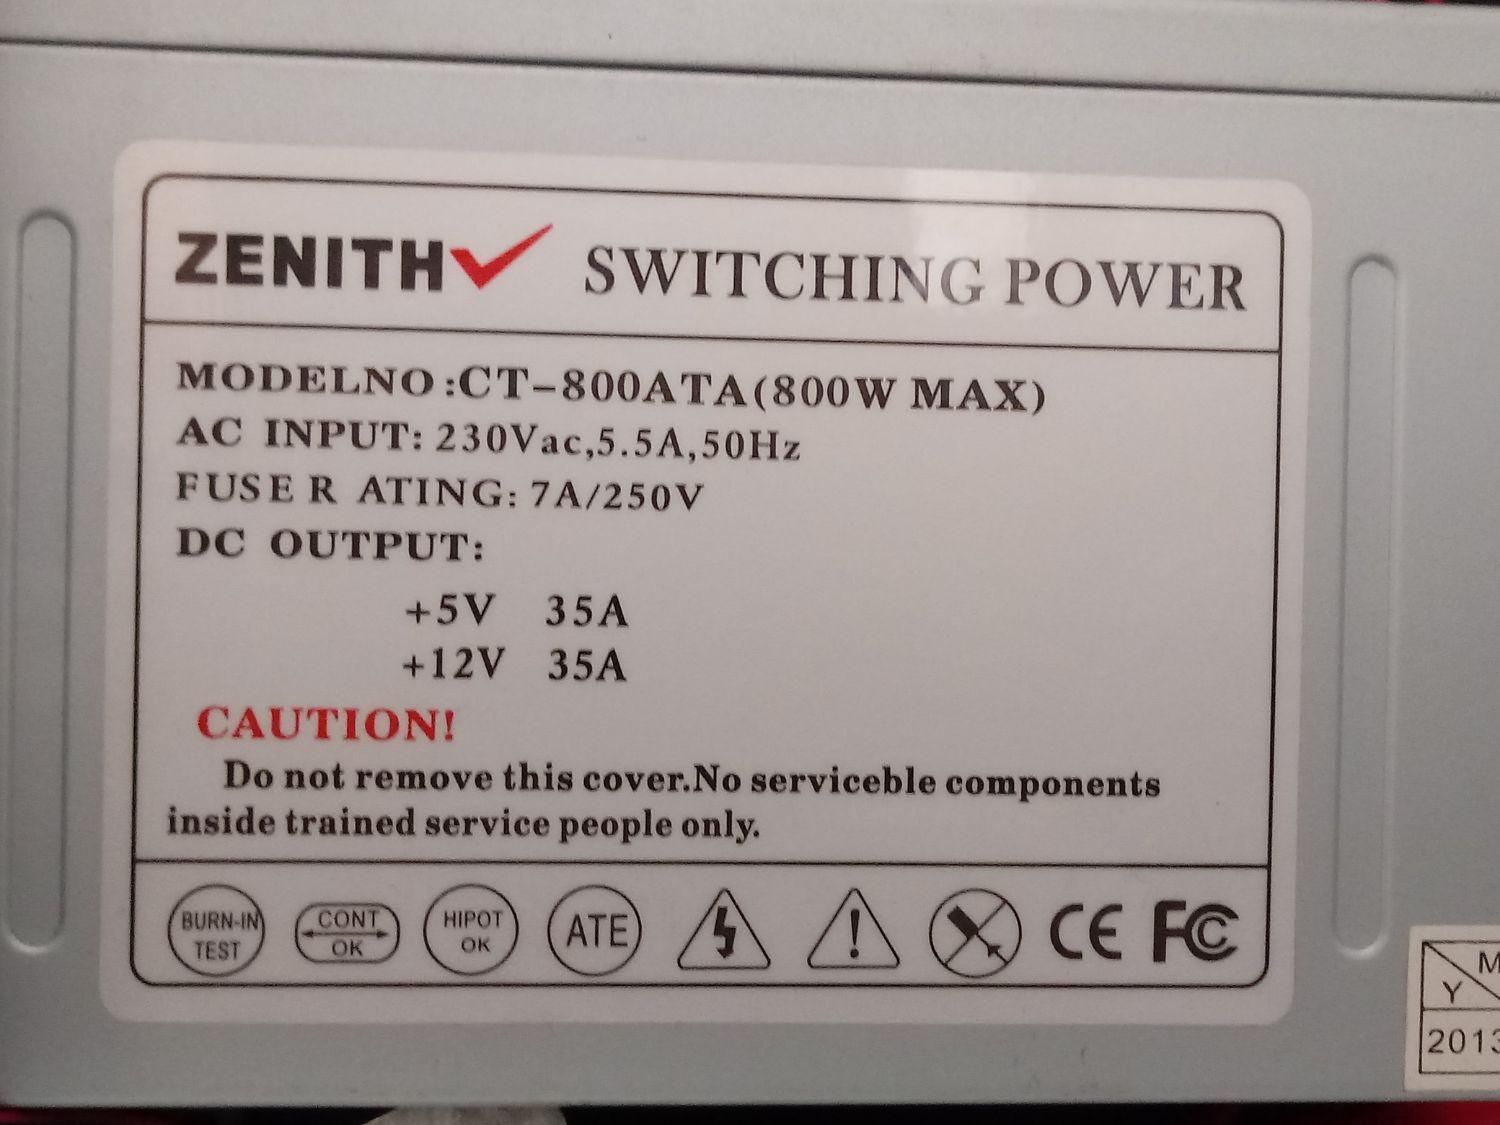 ZENITH SWITCHING POWER
MODELNO:CT-800ATA(800W MAX)
AC INPUT: 230Vac,5.5A,50Hz
FUSE R ATING: 7A/250V
DC OUTPUT:
+5V 35A
+12V 35A
CAUTION!
Do not remove this cover.No serviceble components
inside trained service people only.
BURN-IN
TEST
CONT
OK
HIPOT
OK
ATE
CE
FC
M
Y
2013